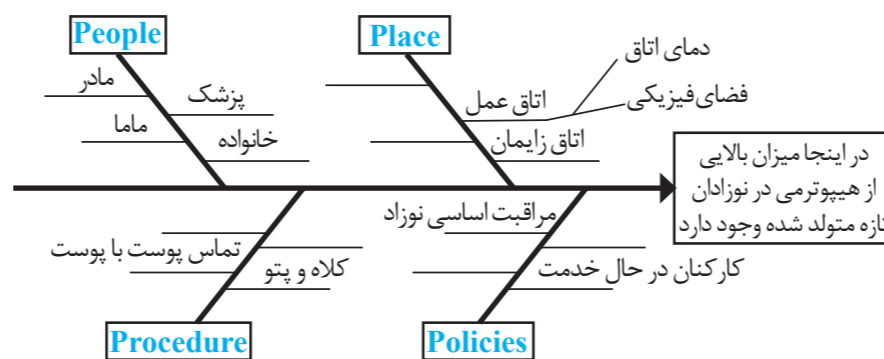 People
Place
مادر
پزشک
ماما
خانواده
دمای اتاق
فضای فیزیکی
اتاق عمل
اتاق زایمان
در اینجا میزان بالایی
از هیپوترمی در نوزادان
تازه متولد شده وجود دارد
تماس پوست با پوست
کلاه و پتو
مراقبت اساسی نوزاد
کارکنان در حال خدمت
Procedure
Policies